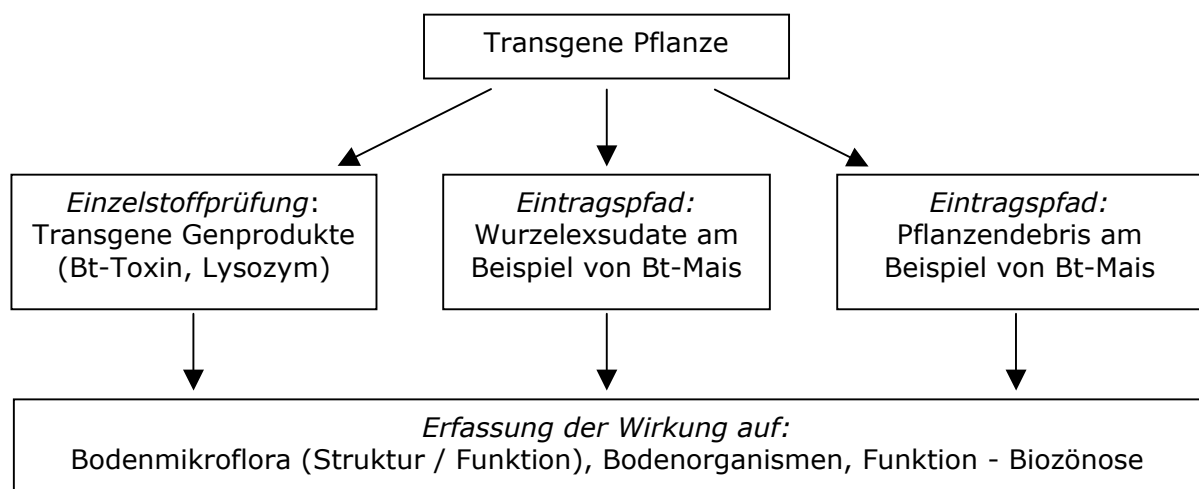 Transgene Pflanze
Einzelstoffprüfung:
Transgene Genprodukte
(Bt-Toxin, Lysozym)
Eintragspfad:
Wurzelexsudate am
Beispiel von Bt-Mais
Eintragspfad:
Pflanzendebris am
Beispiel von Bt-Mais
Erfassung der Wirkung auf:
Bodenmikroflora (Struktur / Funktion), Bodenorganismen, Funktion - Biozönose